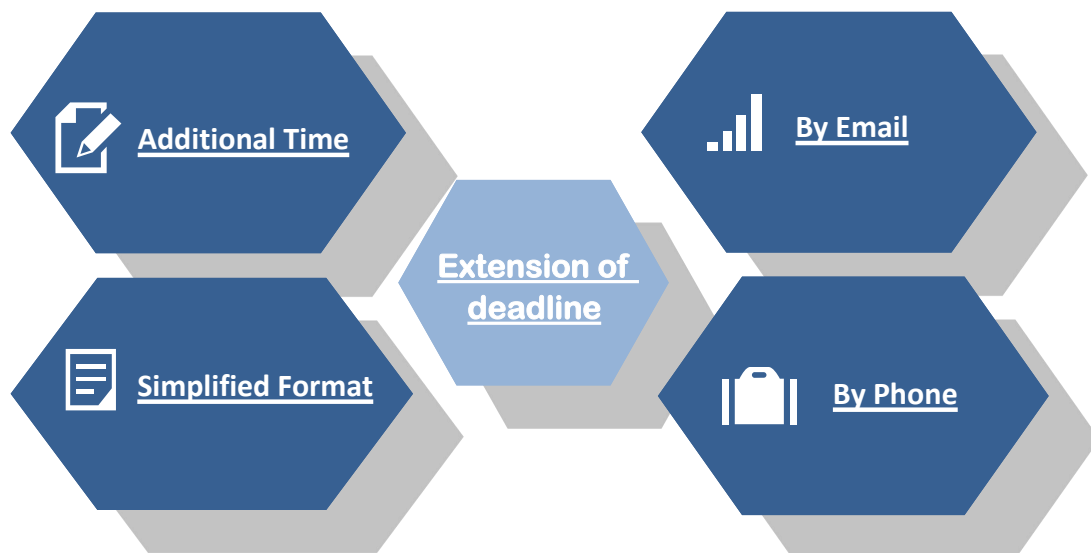 Additional Time
By Email
Extension of
deadline
Simplified Format
By Phone